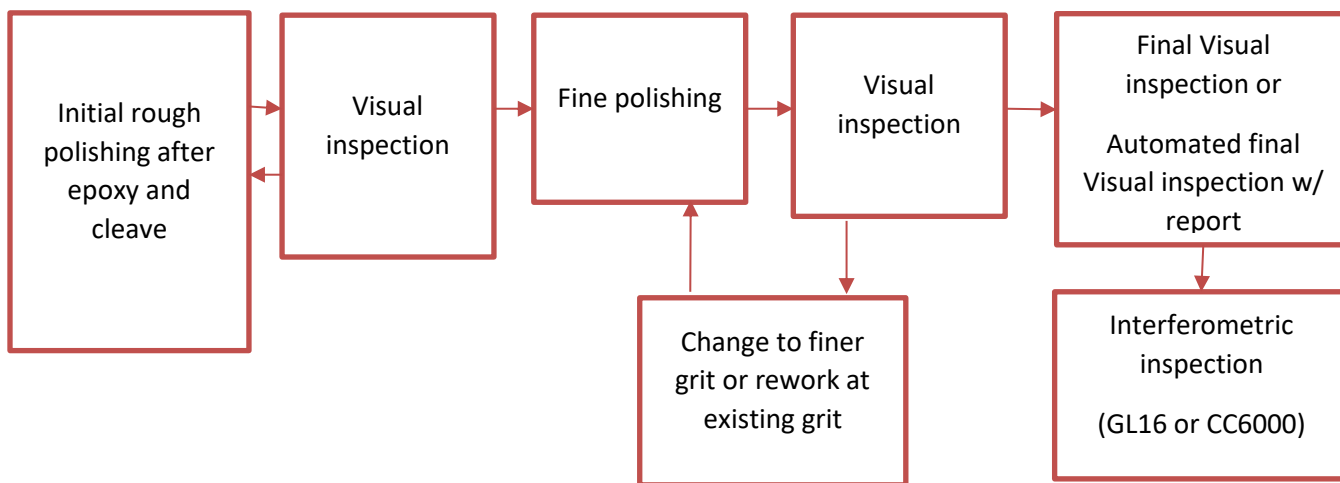 Initial rough
polishing after
epoxy and
cleave
Visual
inspection
Fine polishing
Visual
inspection
Final Visual
inspection or
Automated final
Visual inspection w/
report
Change to finer
grit or rework at
existing grit
Interferometric
inspection
(GL16 or CC6000)